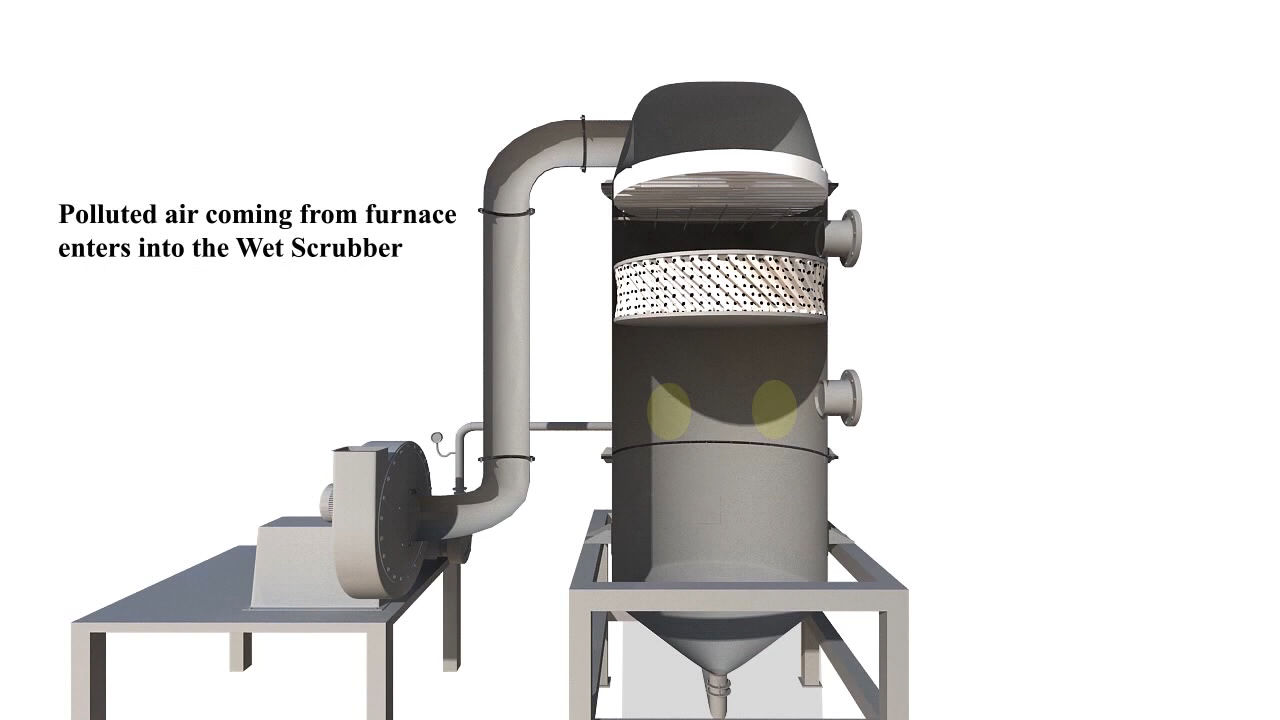 Polluted air coming from furnace
enters into the Wet Scrubber